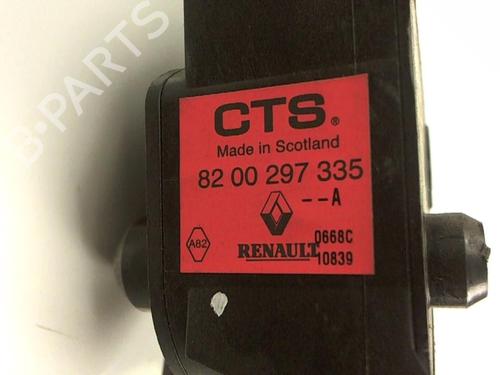 B-PARTS
CTS®
Made in Scotland
82 00 297 335
--A
A82
RENAULT
0668C
10839